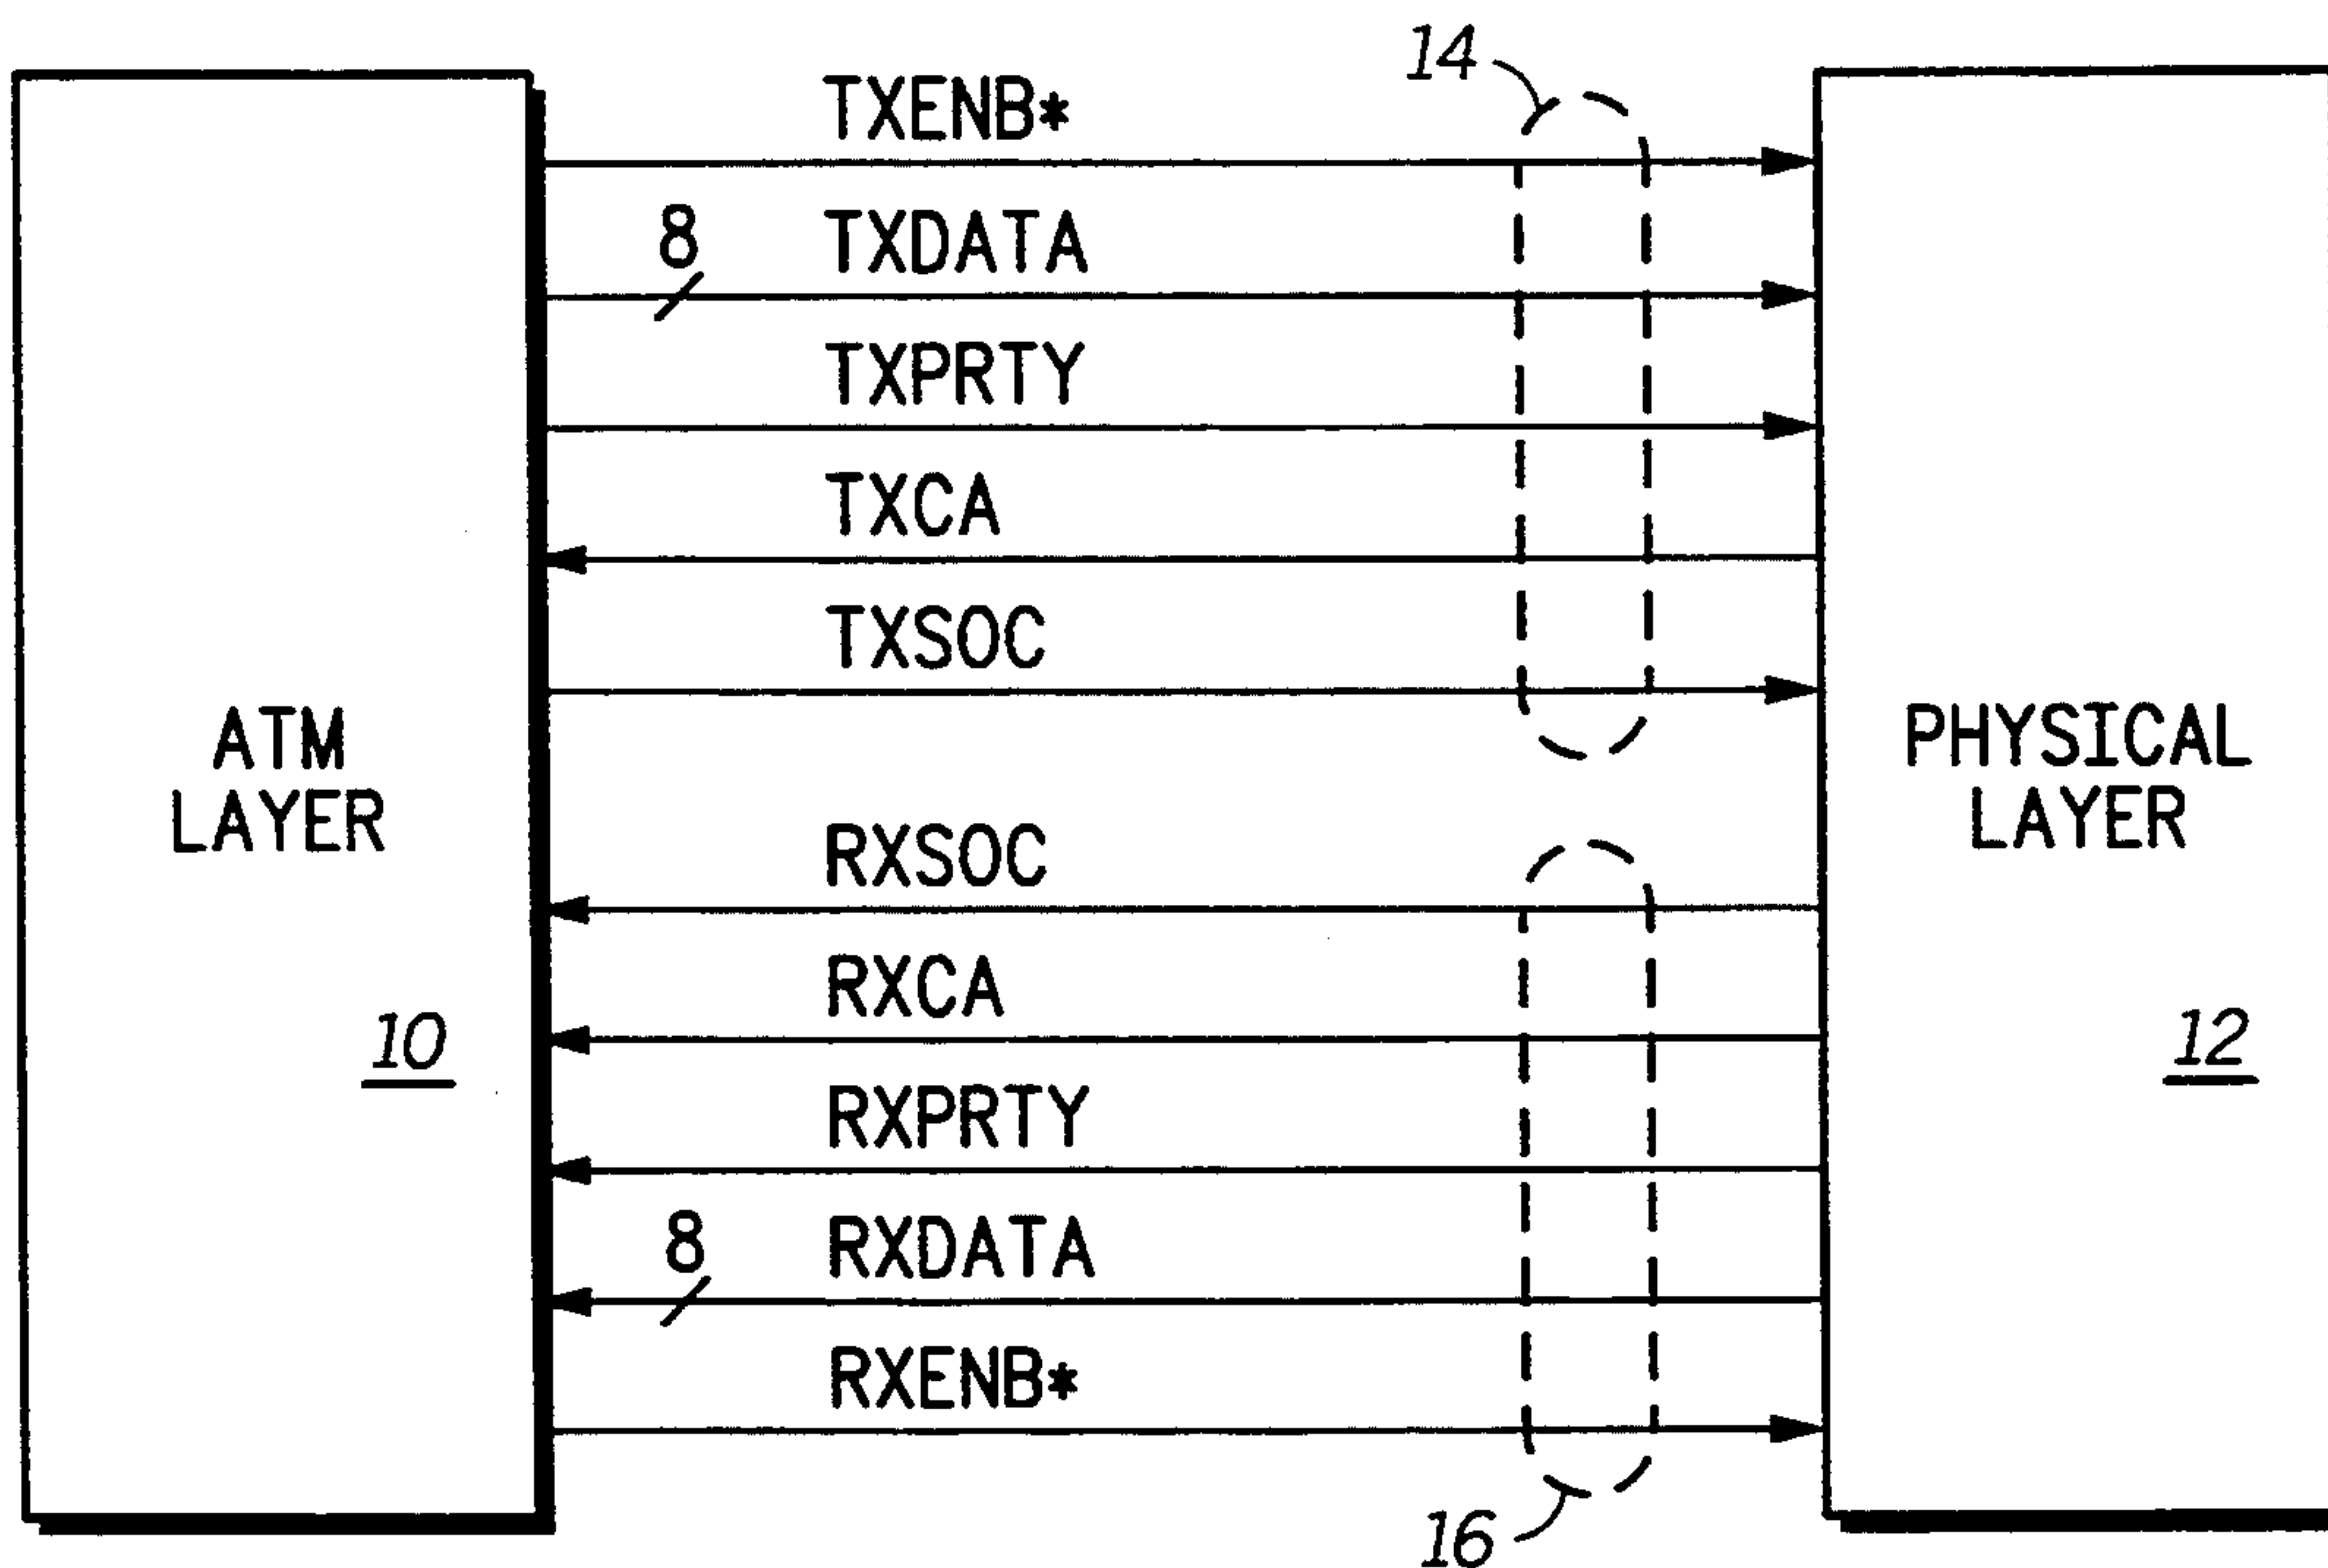 14
TXENB*
8 TXDATA
TXPRTY
TXCA
TXSOC
ATM
LAYER
10
PHYSICAL
LAYER
12
RXSOC
RXCA
RXPRTY
8 RXDATA
RXENB*
16